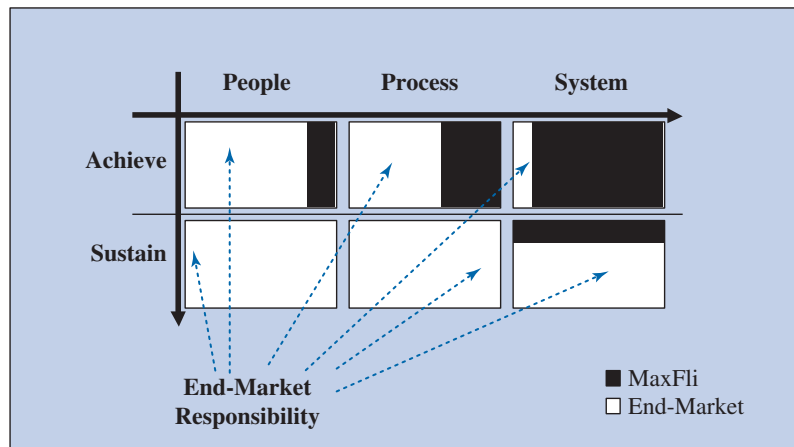 People Process System
Achieve
Sustain
End-Market
Responsibility
MaxFli
End-Market